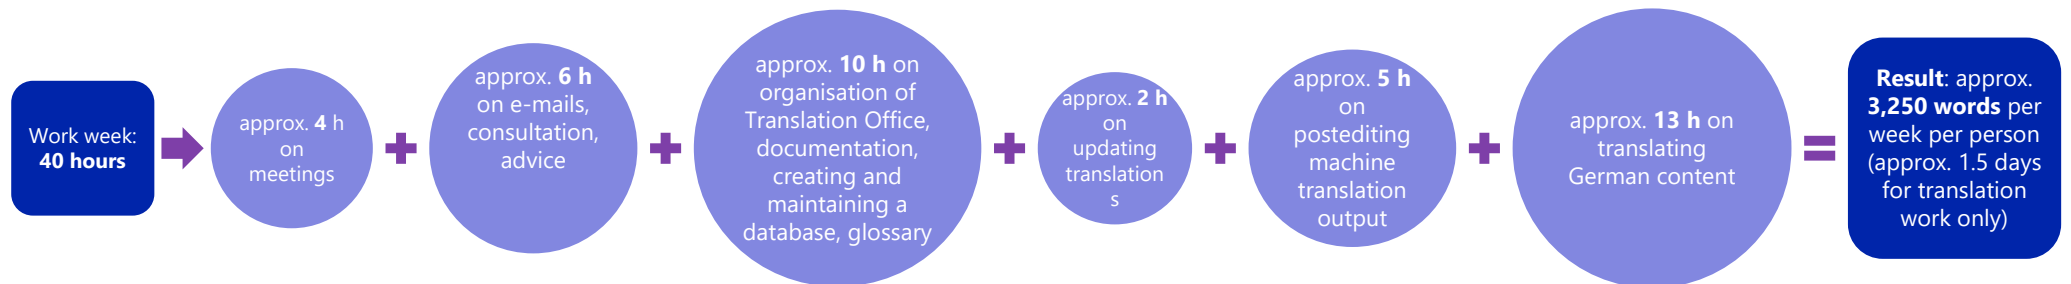 Work week:
40 hours
approx. 4 h
on
meetings
approx. 6 h
on e-mails,
consultation,
advice
approx. 10 h on
organisation of
Translation Office,
documentation,
creating and
maintaining a
database, glossary
approx. 2 h
on
updating
translation
s
approx. 5 h
on
postediting
machine
translation
output
approx. 13 h on
translating
German content
Result: approx.
3,250 words per
week per person
(approx. 1.5 days
for translation
work only)